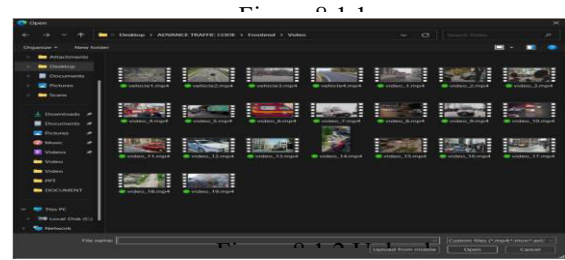 Open
Desktop > ADVANCE TRAFFIC CODE > Frontend > Video
Search Video
Organize
New folder
Attachments
Desktop
Documents
Pictures
Scans
Downloads
Documents
Pictures
Music
Videos
Video
Video
PPT
DOCUMENT
This PC
Local Disk (C:)
Network
vehicle1.mp4
vehicle2.mp4
vehicle3.mp4
vehicle4.mp4
video_1.mp4
video_2.mp4
video_3.mp4
video_4.mp4
video_5.mp4
video_6.mp4
video_7.mp4
video_8.mp4
video_9.mp4
video_10.mp4
video_11.mp4
video_12.mp4
video_13.mp4
video_14.mp4
video_15.mp4
video_16.mp4
video_17.mp4
video_18.mp4
video_19.mp4
File name:
Upload from mobile
Open
Cancel